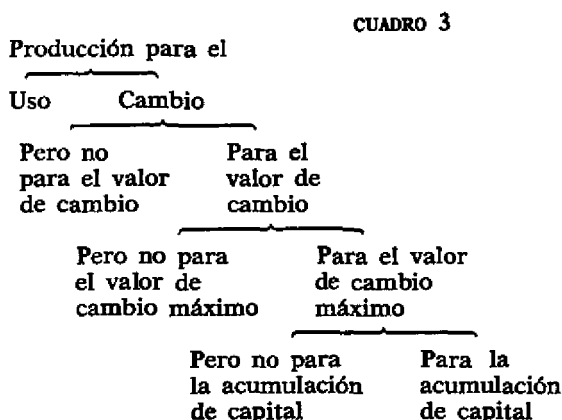 CUADRO 3
Producción para el
Uso Cambio
Pero no Para el
para el valor valor de
de cambio cambio
Pero no para Para el valor
el valor de de cambio
cambio máximo máximo
Pero no para Para la
la acumulación acumulación
de capital de capital